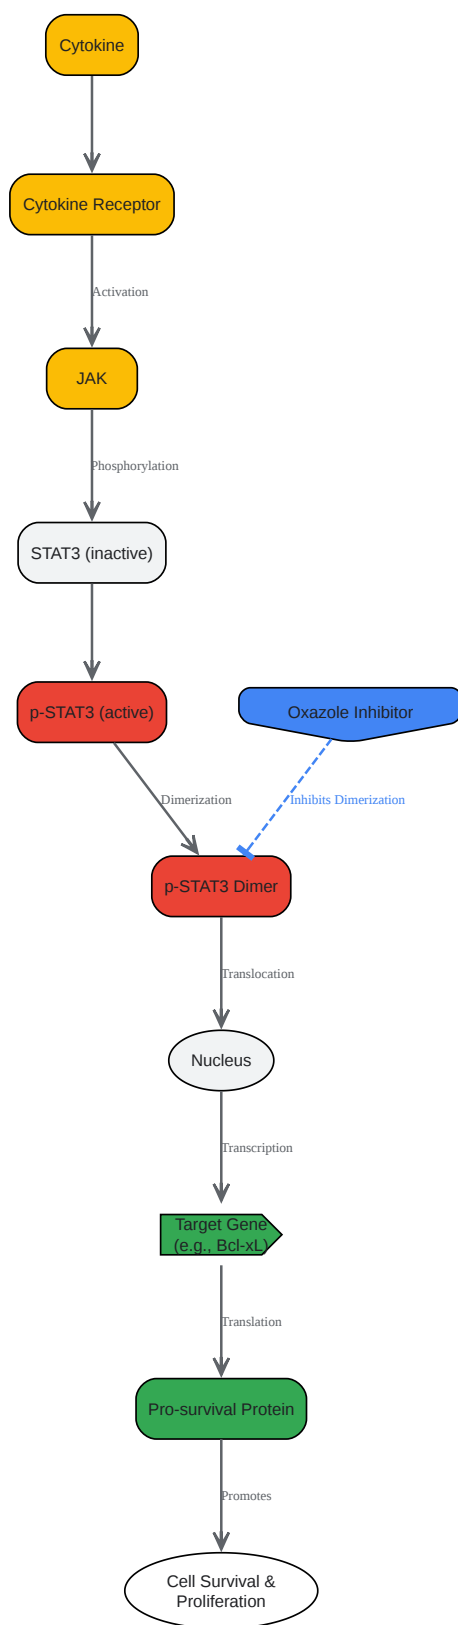 Cytokine
Cytokine Receptor
Activation
JAK
Phosphorylation
STAT3 (inactive)
p-STAT3 (active)
Oxazole Inhibitor
Dimerization
Inhibits Dimerization
p-STAT3 Dimer
Translocation
Nucleus
Transcription
Target Gene
(e.g., Bcl-xL)
Translation
Pro-survival Protein
Promotes
Cell Survival &
Proliferation